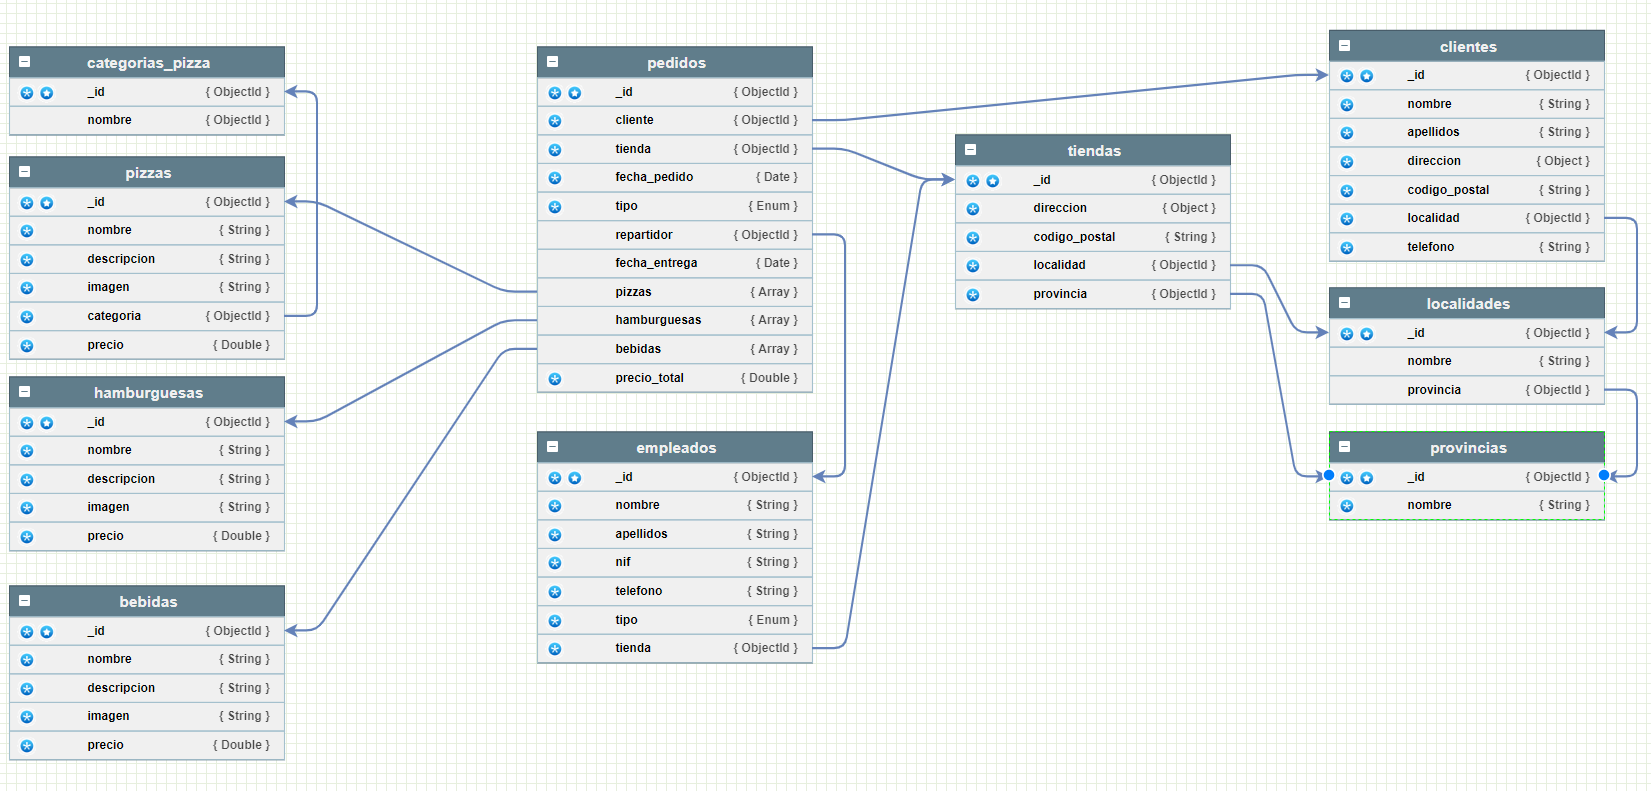 categorias_pizza
_id { ObjectId }
nombre { ObjectId }
pizzas
_id { ObjectId }
nombre { String }
descripcion { String }
imagen { String }
categoria { ObjectId }
precio { Double }
hamburguesas
_id { ObjectId }
nombre { String }
descripcion { String }
imagen { String }
precio { Double }
bebidas
_id { ObjectId }
nombre { String }
descripcion { String }
imagen { String }
precio { Double }
pedidos
_id { ObjectId }
cliente { ObjectId }
tienda { ObjectId }
fecha_pedido { Date }
tipo { Enum }
repartidor { ObjectId }
fecha_entrega { Date }
pizzas { Array }
hamburguesas { Array }
bebidas { Array }
precio_total { Double }
empleados
_id { ObjectId }
nombre { String }
apellidos { String }
nif { String }
telefono { String }
tipo { Enum }
tienda { ObjectId }
tiendas
_id { ObjectId }
direccion { Object }
codigo_postal { String }
localidad { ObjectId }
provincia { ObjectId }
clientes
_id { ObjectId }
nombre { String }
apellidos { String }
direccion { Object }
codigo_postal { String }
localidad { ObjectId }
telefono { String }
localidades
_id { ObjectId }
nombre { String }
provincia { ObjectId }
provincias
_id { ObjectId }
nombre { String }